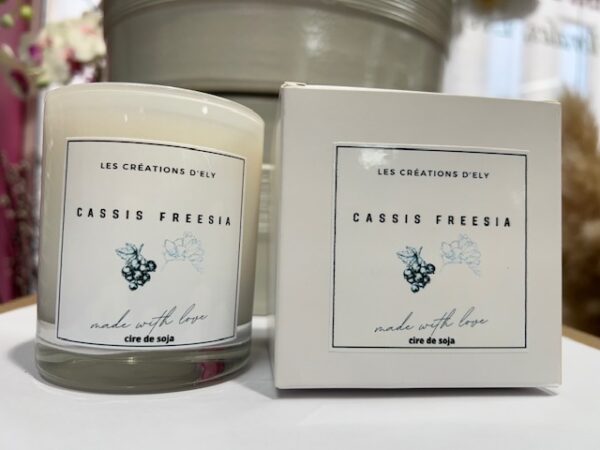 LES CRÉATIONS D'ELY
CASSIS FREESIA
made with love
cire de soja
LES CRÉATIONS D'ELY
CASSIS FREESIA
made with love
cire de soja